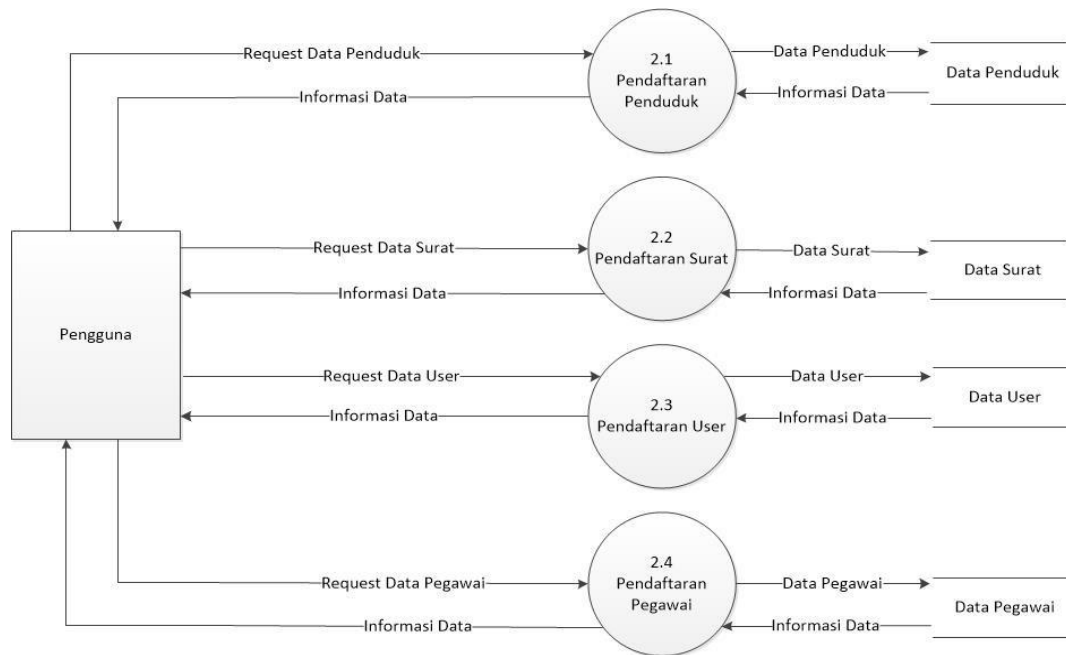 Request Data Penduduk
2.1
Pendaftaran
Penduduk
Data Penduduk
Data Penduduk
Informasi Data
Informasi Data
Request Data Surat
2.2
Pendaftaran Surat
Data Surat
Data Surat
Informasi Data
Informasi Data
Pengguna
Request Data User
2.3
Pendaftaran User
Data User
Data User
Informasi Data
Informasi Data
Request Data Pegawai
2.4
Pendaftaran
Pegawai
Data Pegawai
Data Pegawai
Informasi Data
Informasi Data